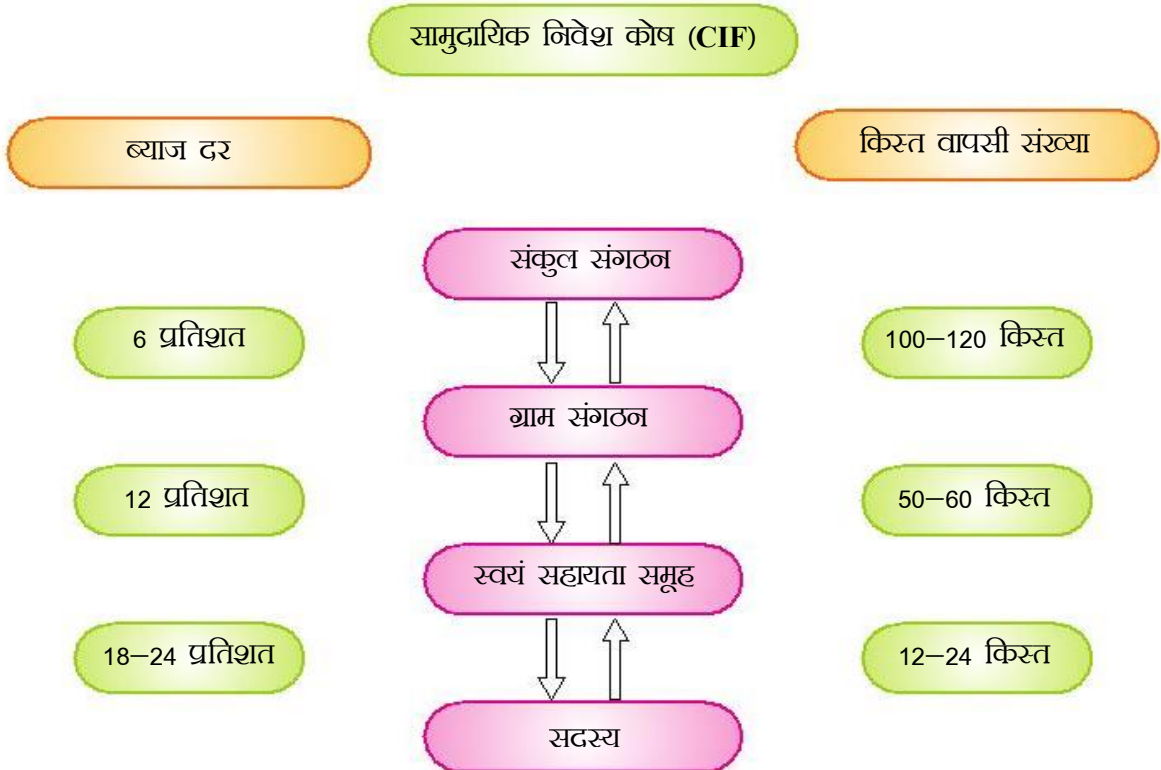 सामुदायिक निवेश कोष (CIF)
ब्याज दर
किस्त वापसी संख्या
संकुल संगठन
6 प्रतिशत
100–120 किस्त
ग्राम संगठन
12 प्रतिशत
50–60 किस्त
स्वयं सहायता समूह
18–24 प्रतिशत
12–24 किस्त
सदस्य